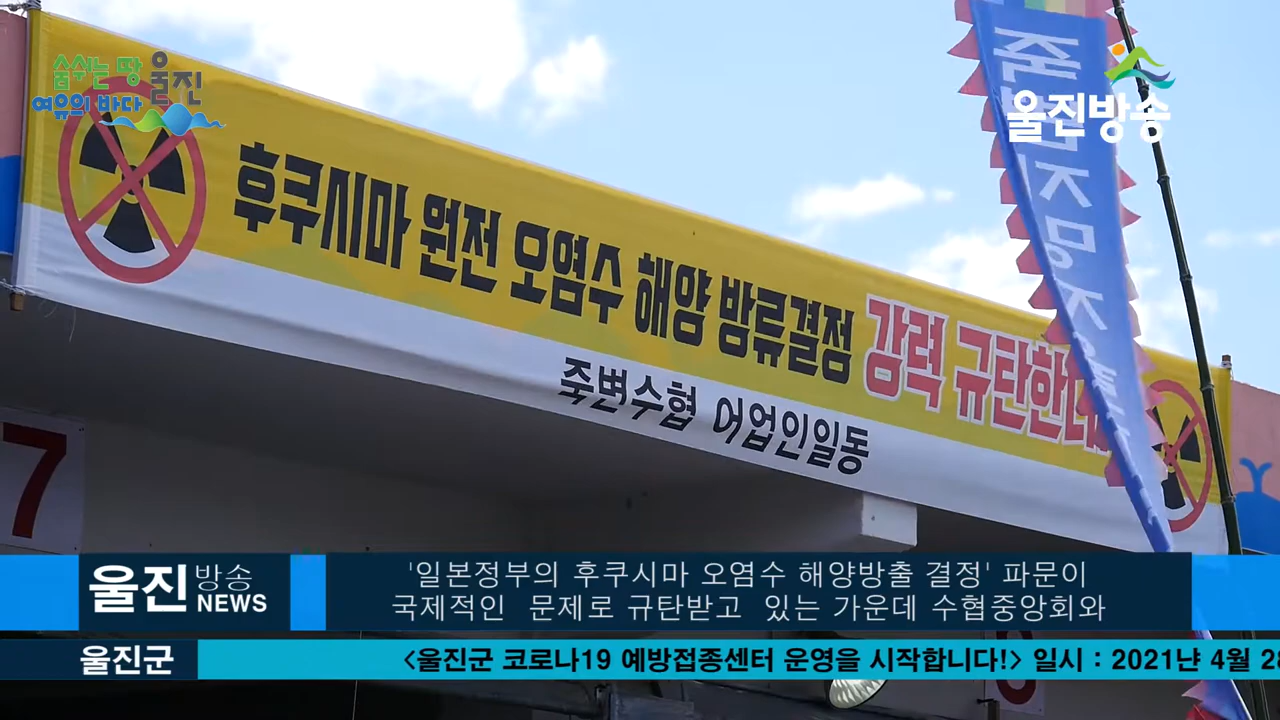 숨쉬는 땅 울진
여유의 바다
울진방송
후쿠시마 원전 오염수 해양 방류결정 강력 규탄한다
죽변수협 어업인일동
7
울진 방송 NEWS
'일본정부의 후쿠시마 오염수 해양방출 결정' 파문이
국제적인 문제로 규탄받고 있는 가운데 수협중앙회와
울진군
<울진군 코로나19 예방접종센터 운영을 시작합니다!> 일시 : 2021년 4월 28